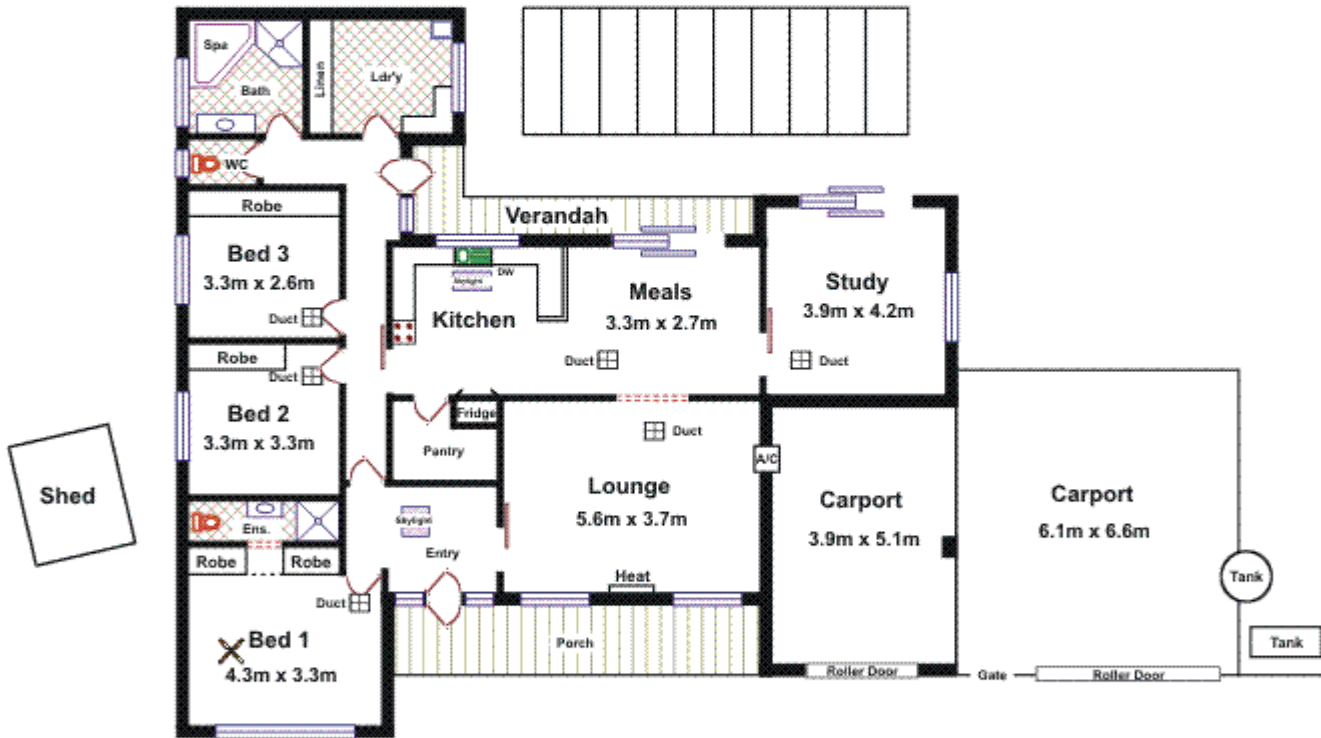 Spa
Bath
Linen
Ldr'y
WC
Robe
Bed 3
3.3m x 2.6m
Duct
Verandah
DW
Skylight
Kitchen
Meals
3.3m x 2.7m
Duct
Study
3.9m x 4.2m
Duct
Robe
Duct
Bed 2
3.3m x 3.3m
Fridge
Pantry
Duct
Lounge
5.6m x 3.7m
A/C
Carport
3.9m x 5.1m
Carport
6.1m x 6.6m
Shed
Ens.
Skylight
Entry
Heat
Robe
Robe
Duct
Bed 1
4.3m x 3.3m
Porch
Tank
Tank
Roller Door
Gate
Roller Door